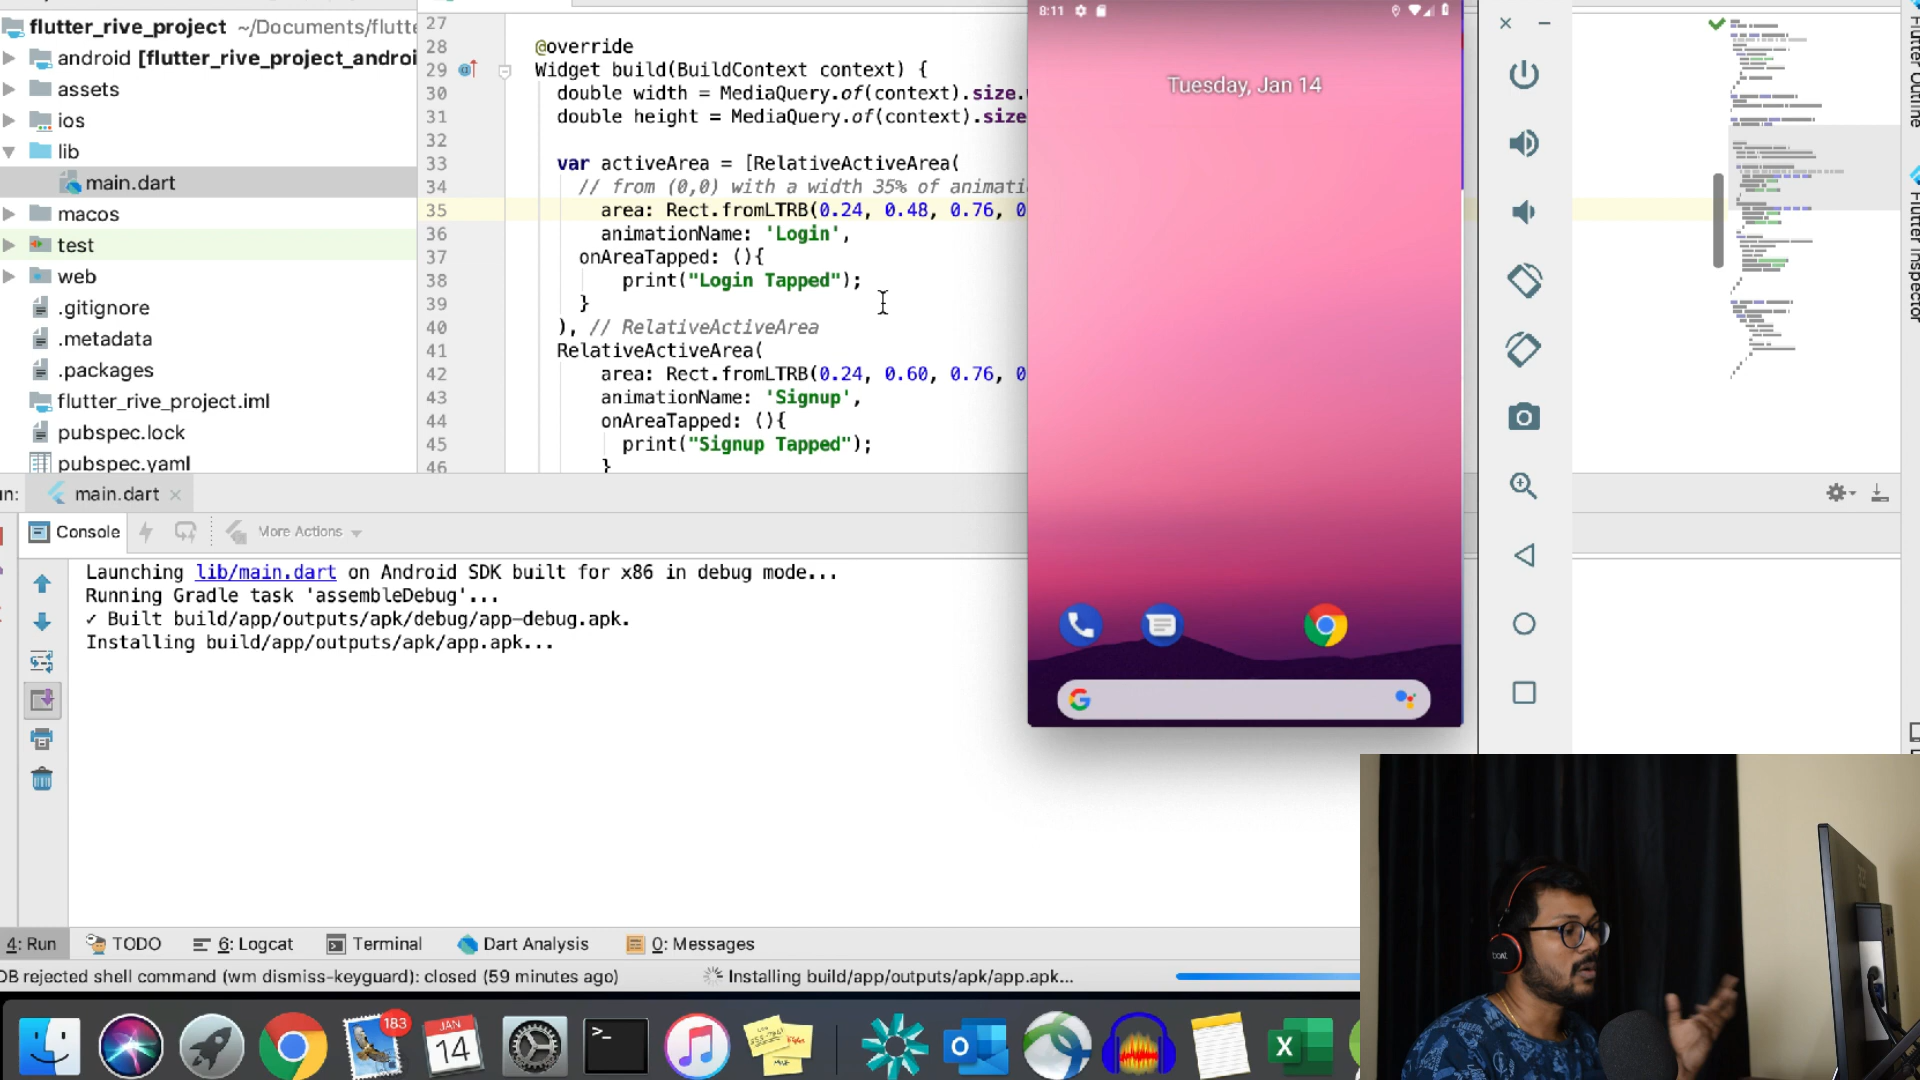 flutter_rive_project ~/Documents/flutte
android [flutter_rive_project_androi
assets
ios
lib
main.dart
macos
test
web
.gitignore
.metadata
.packages
flutter_rive_project.iml
pubspec.lock
pubspec.yaml
27
28 @override
29 Widget build(BuildContext context) {
30 double width = MediaQuery.of(context).size.
31 double height = MediaQuery.of(context).size
32
33 var activeArea = [RelativeActiveArea(
34 // from (0,0) with a width 35% of animati
35 area: Rect.fromLTRB(0.24, 0.48, 0.76, 0
36 animationName: 'Login',
37 onAreaTapped: (){
38 print("Login Tapped");
39 }
40 ), // RelativeActiveArea
41 RelativeActiveArea(
42 area: Rect.fromLTRB(0.24, 0.60, 0.76, 0
43 animationName: 'Signup',
44 onAreaTapped: (){
45 print("Signup Tapped");
46 }
8:11
Tuesday, Jan 14
Flutter Outline
Flutter Inspector
un: main.dart
Console More Actions
Launching lib/main.dart on Android SDK built for x86 in debug mode...
Running Gradle task 'assembleDebug'...
✓ Built build/app/outputs/apk/debug/app-debug.apk.
Installing build/app/outputs/apk/app.apk...
4: Run TODO 6: Logcat Terminal Dart Analysis 0: Messages
DB rejected shell command (wm dismiss-keyguard): closed (59 minutes ago) Installing build/app/outputs/apk/app.apk...
183
JAN
14
boat